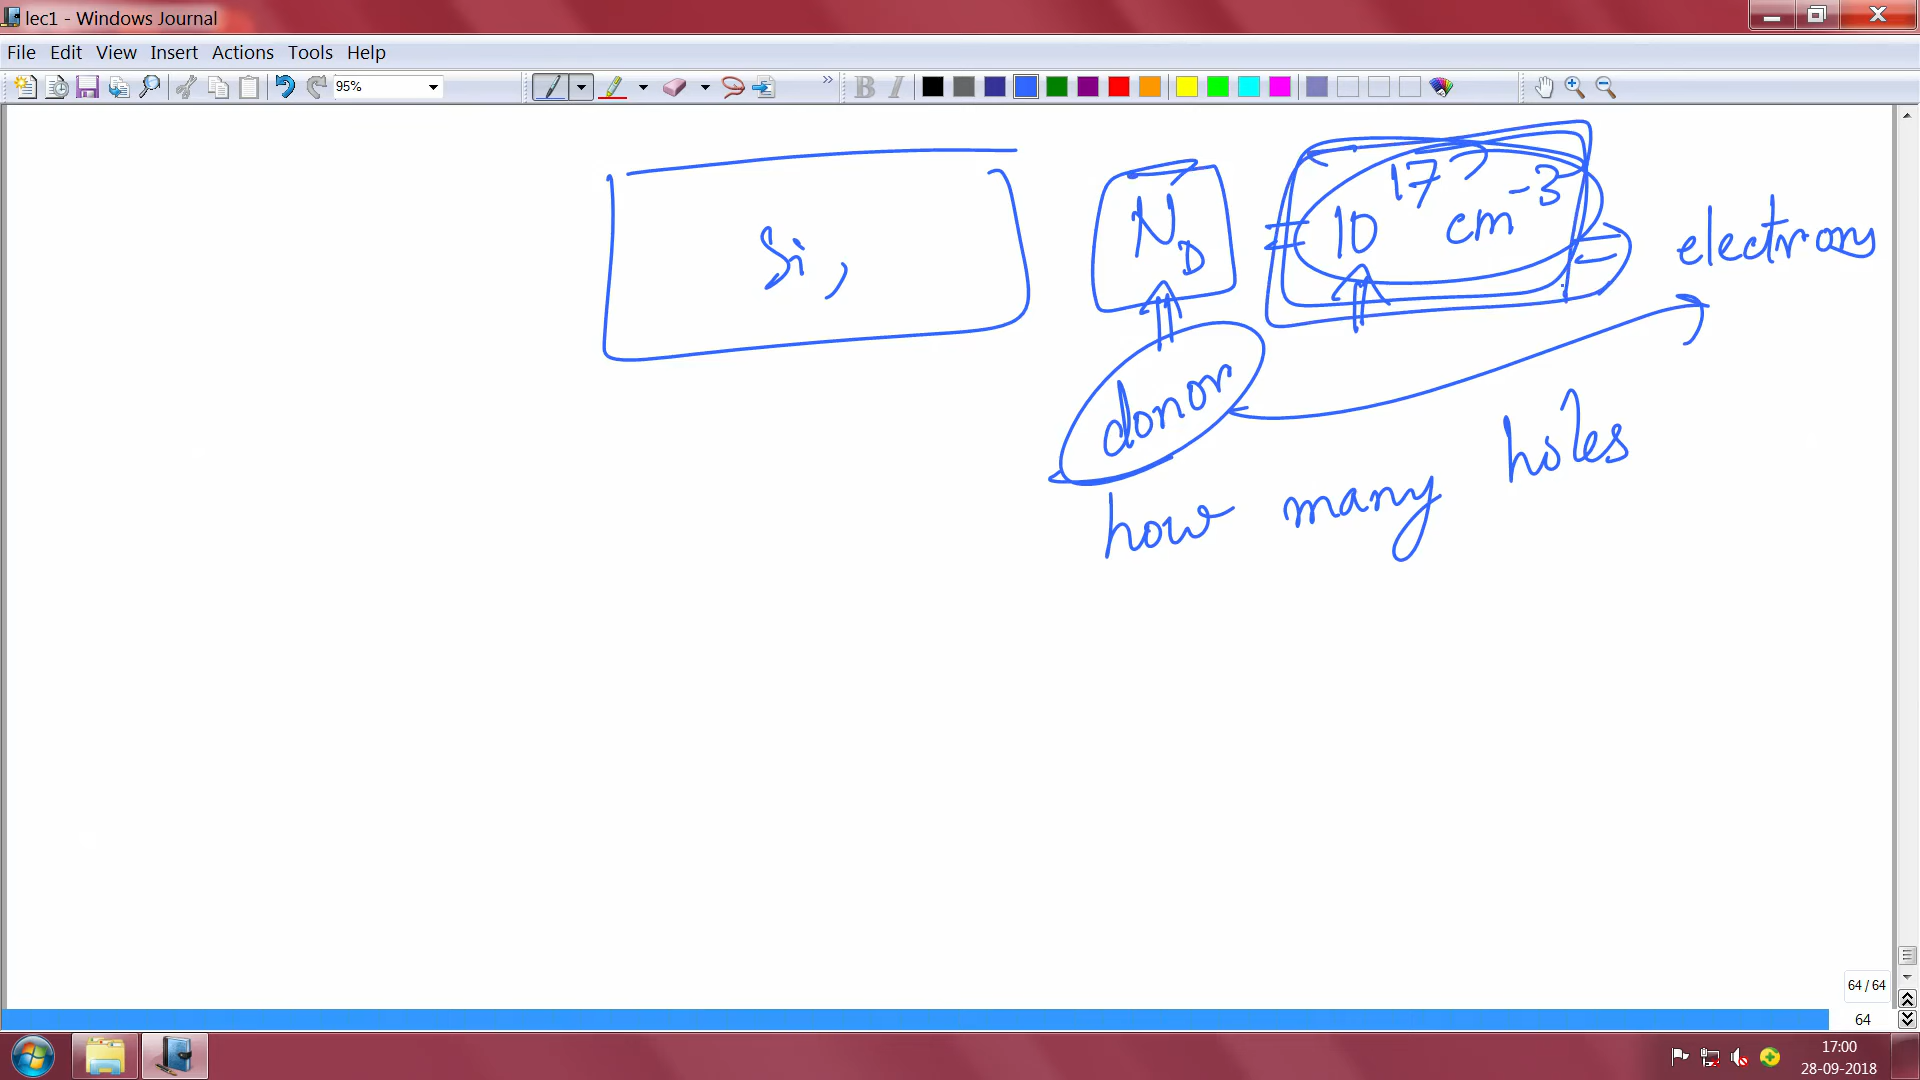 lec1 - Windows Journal
File Edit View Insert Actions Tools Help
95%
B I
Si, N_D = 10^17 cm^-3 => electrons
donor
how many holes
64 / 64
64
17:00
28-09-2018